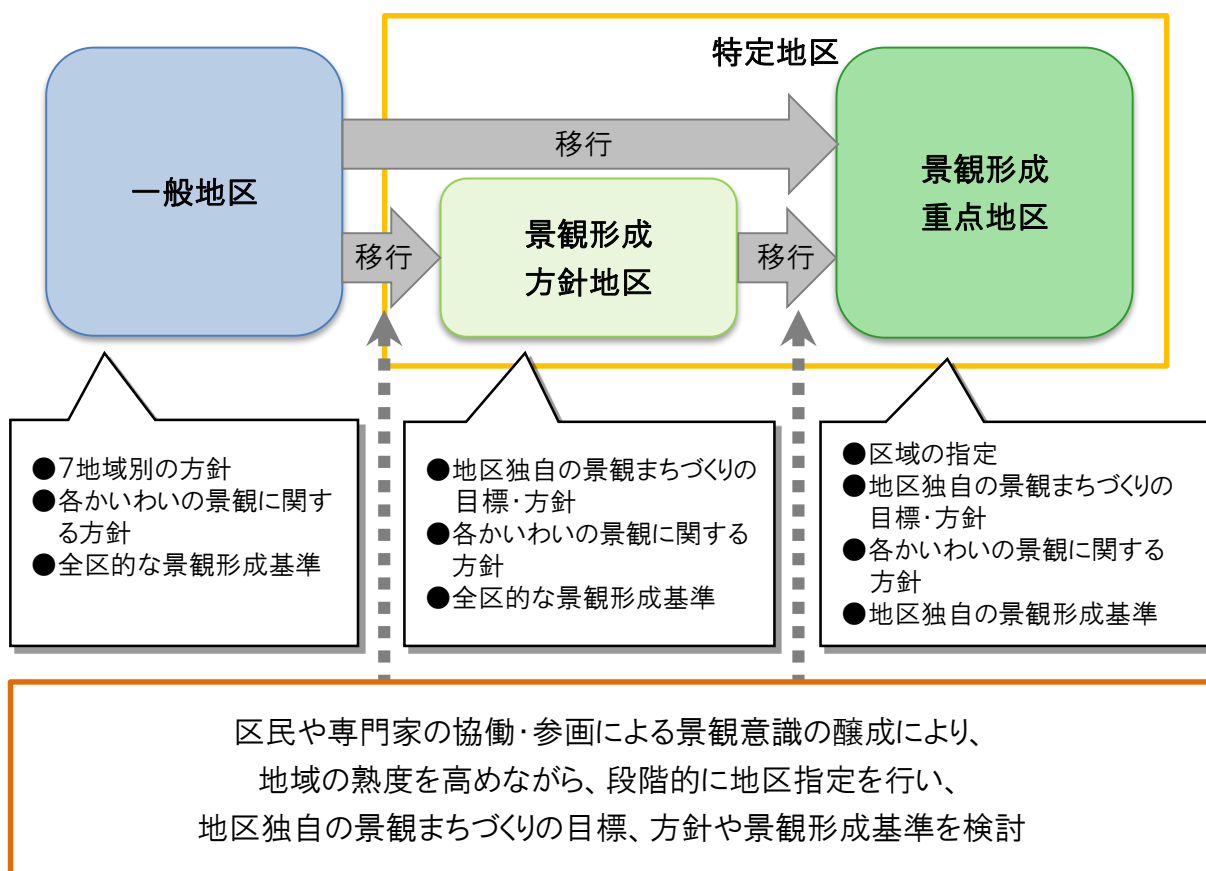 特定地区
一般地区
移行
移行
景観形成
方針地区
移行
景観形成
重点地区
●7地域別の方針
●各かいわいの景観に関す
る方針
●全区的な景観形成基準
●地区独自の景観まちづくりの
目標・方針
●各かいわいの景観に関する
方針
●全区的な景観形成基準
●区域の指定
●地区独自の景観まちづくりの
目標・方針
●各かいわいの景観に関する
方針
●地区独自の景観形成基準
区民や専門家の協働・参画による景観意識の醸成により、
地域の熟度を高めながら、段階的に地区指定を行い、
地区独自の景観まちづくりの目標、方針や景観形成基準を検討